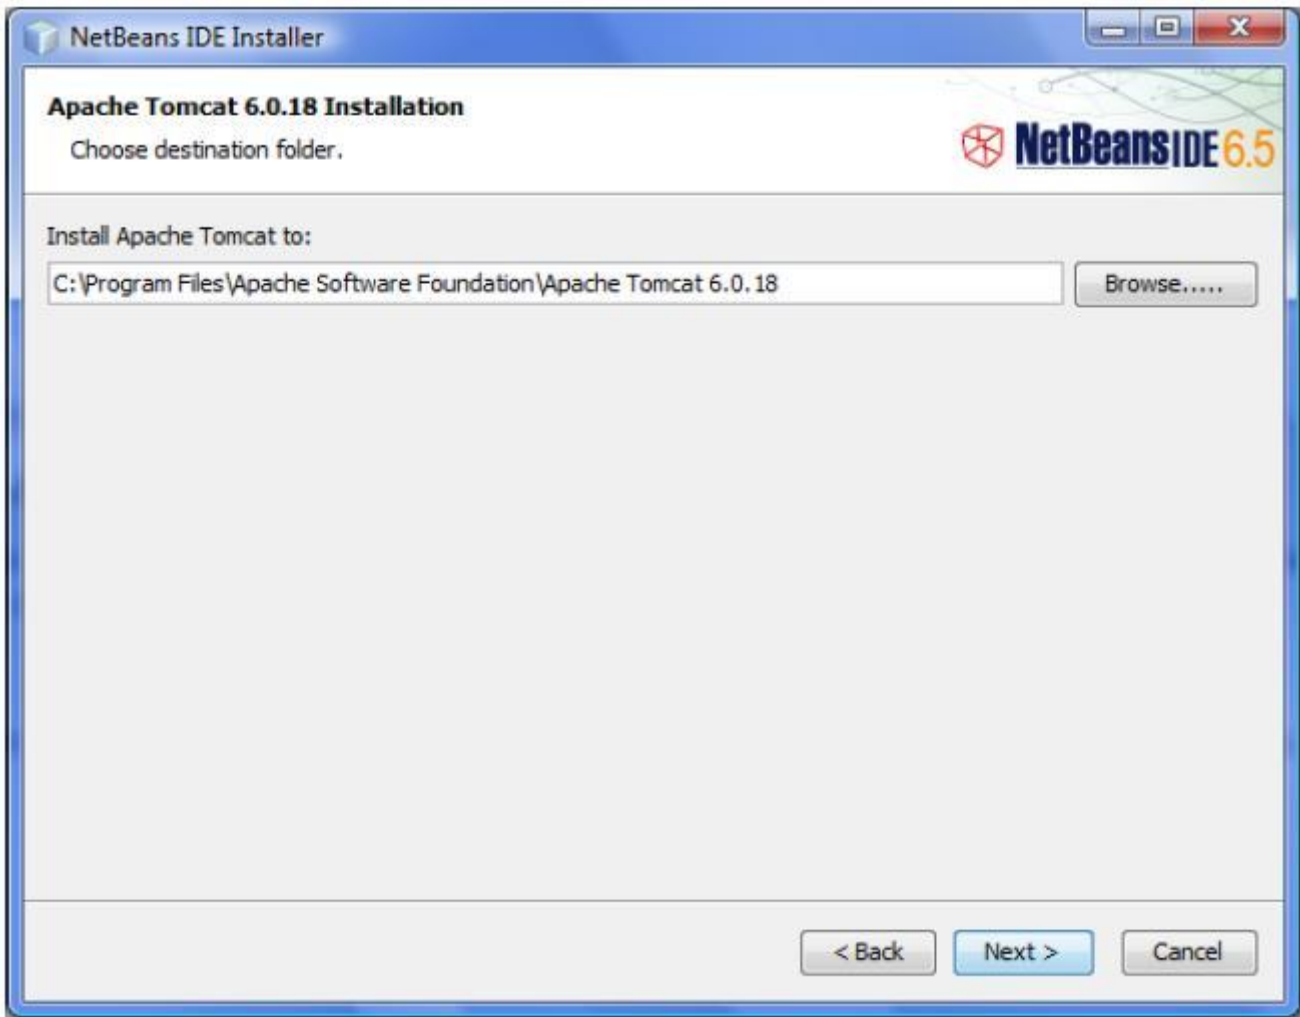 NetBeans IDE Installer
Apache Tomcat 6.0.18 Installation
Choose destination folder.
NetBeans IDE 6.5
Install Apache Tomcat to:
C:\Program Files\Apache Software Foundation\Apache Tomcat 6.0.18
Browse.....
< Back
Next >
Cancel